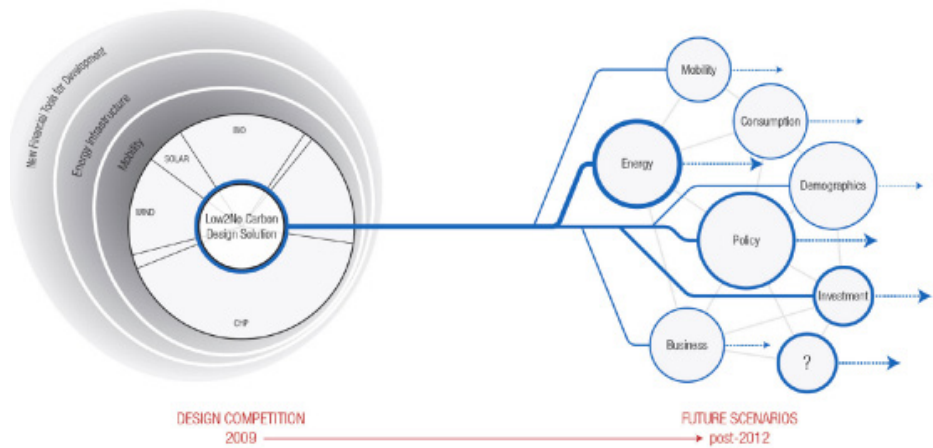 New Financial Tools for Development
Energy Infrastructure
Mobility
SOLAR
BIO
WIND
Low2No Carbon
Design Solution
CHP
Mobility
Consumption
Energy
Demographics
Policy
Investment
Business
?
DESIGN COMPETITION
2009
FUTURE SCENARIOS
post-2012